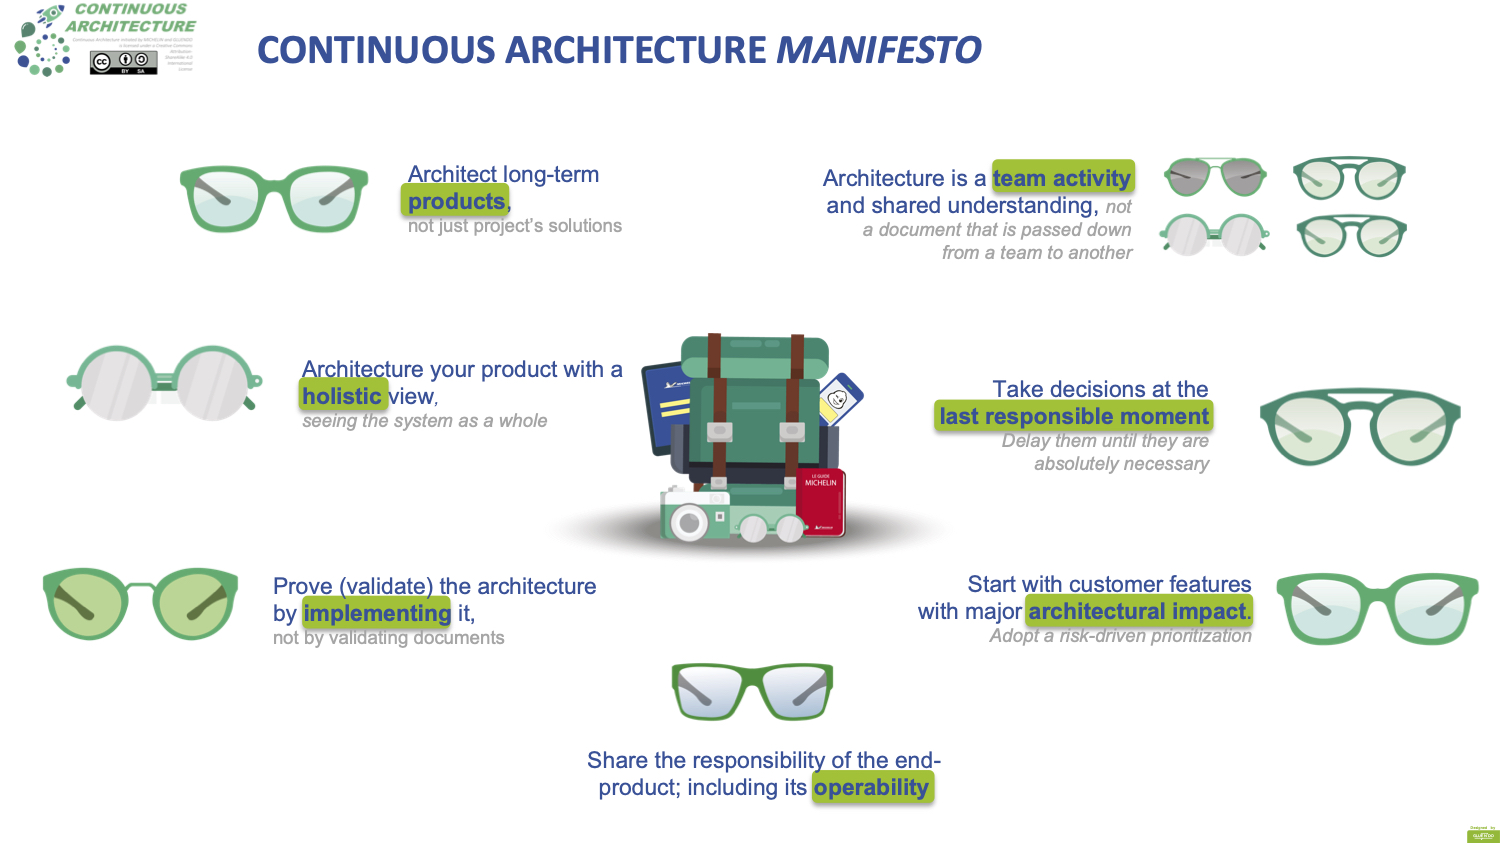 CONTINUOUS
ARCHITECTURE
Continuous Architecture initiated by MICHELIN and
is licensed under a Creative Commons
Attribution-
ShareAlike 4.0
International
License
cc
BY SA
CONTINUOUS ARCHITECTURE MANIFESTO
Architect long-term
products,
not just project's solutions
Architecture is a team activity
and shared understanding, not
a document that is passed down
from a team to another
Architecture your product with a
holistic view,
seeing the system as a whole
Take decisions at the
last responsible moment
Delay them until they are
absolutely necessary
LE GUIDE
MICHELIN
Prove (validate) the architecture
by implementing it,
not by validating documents
Start with customer features
with major architectural impact.
Adopt a risk-driven prioritization
Share the responsibility of the end-
product; including its operability
Designed by